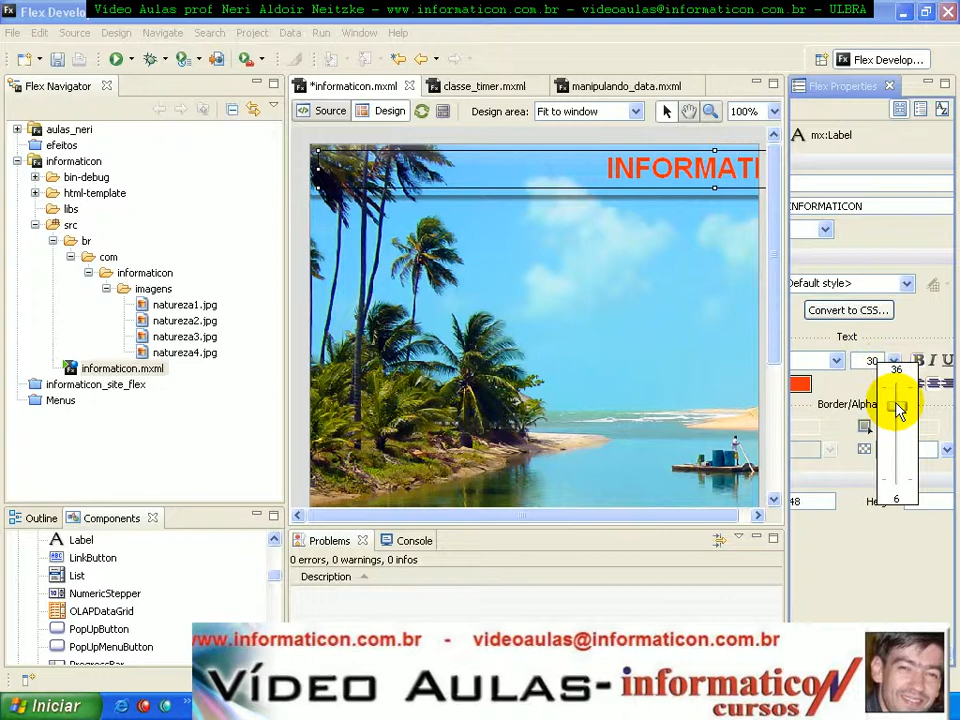 Flex Develo
Vídeo Aulas prof Neri Aldoir Neitzke – www.informaticon.com.br – videoaulas@informaticon.com.br – ULBRA
File Edit Source Design Navigate Search Project Data Run Window Help
Flex Develop...
Flex Navigator
aulas_neri
efeitos
informaticon
bin-debug
html-template
libs
src
br
com
informaticon
imagens
natureza1.jpg
natureza2.jpg
natureza3.jpg
natureza4.jpg
informaticon.mxml
informaticon_site_flex
Menus
*informaticon.mxml classe_timer.mxml manipulando_data.mxml
Source Design Design area: Fit to window 100%
INFORMATI
Flex Properties
mx:Label
INFORMATICON
Default style>
Convert to CSS...
Text
30
B I U
36
Border/Alpha
6
48
Outline Components
Label
LinkButton
List
NumericStepper
OLAPDataGrid
PopUpButton
PopUpMenuButton
ProgressBar
Problems Console
0 errors, 0 warnings, 0 infos
Description
www.informaticon.com.br - videoaulas@informaticon.com.br
VÍDEO AULAS- informaticoN
cursos
Iniciar